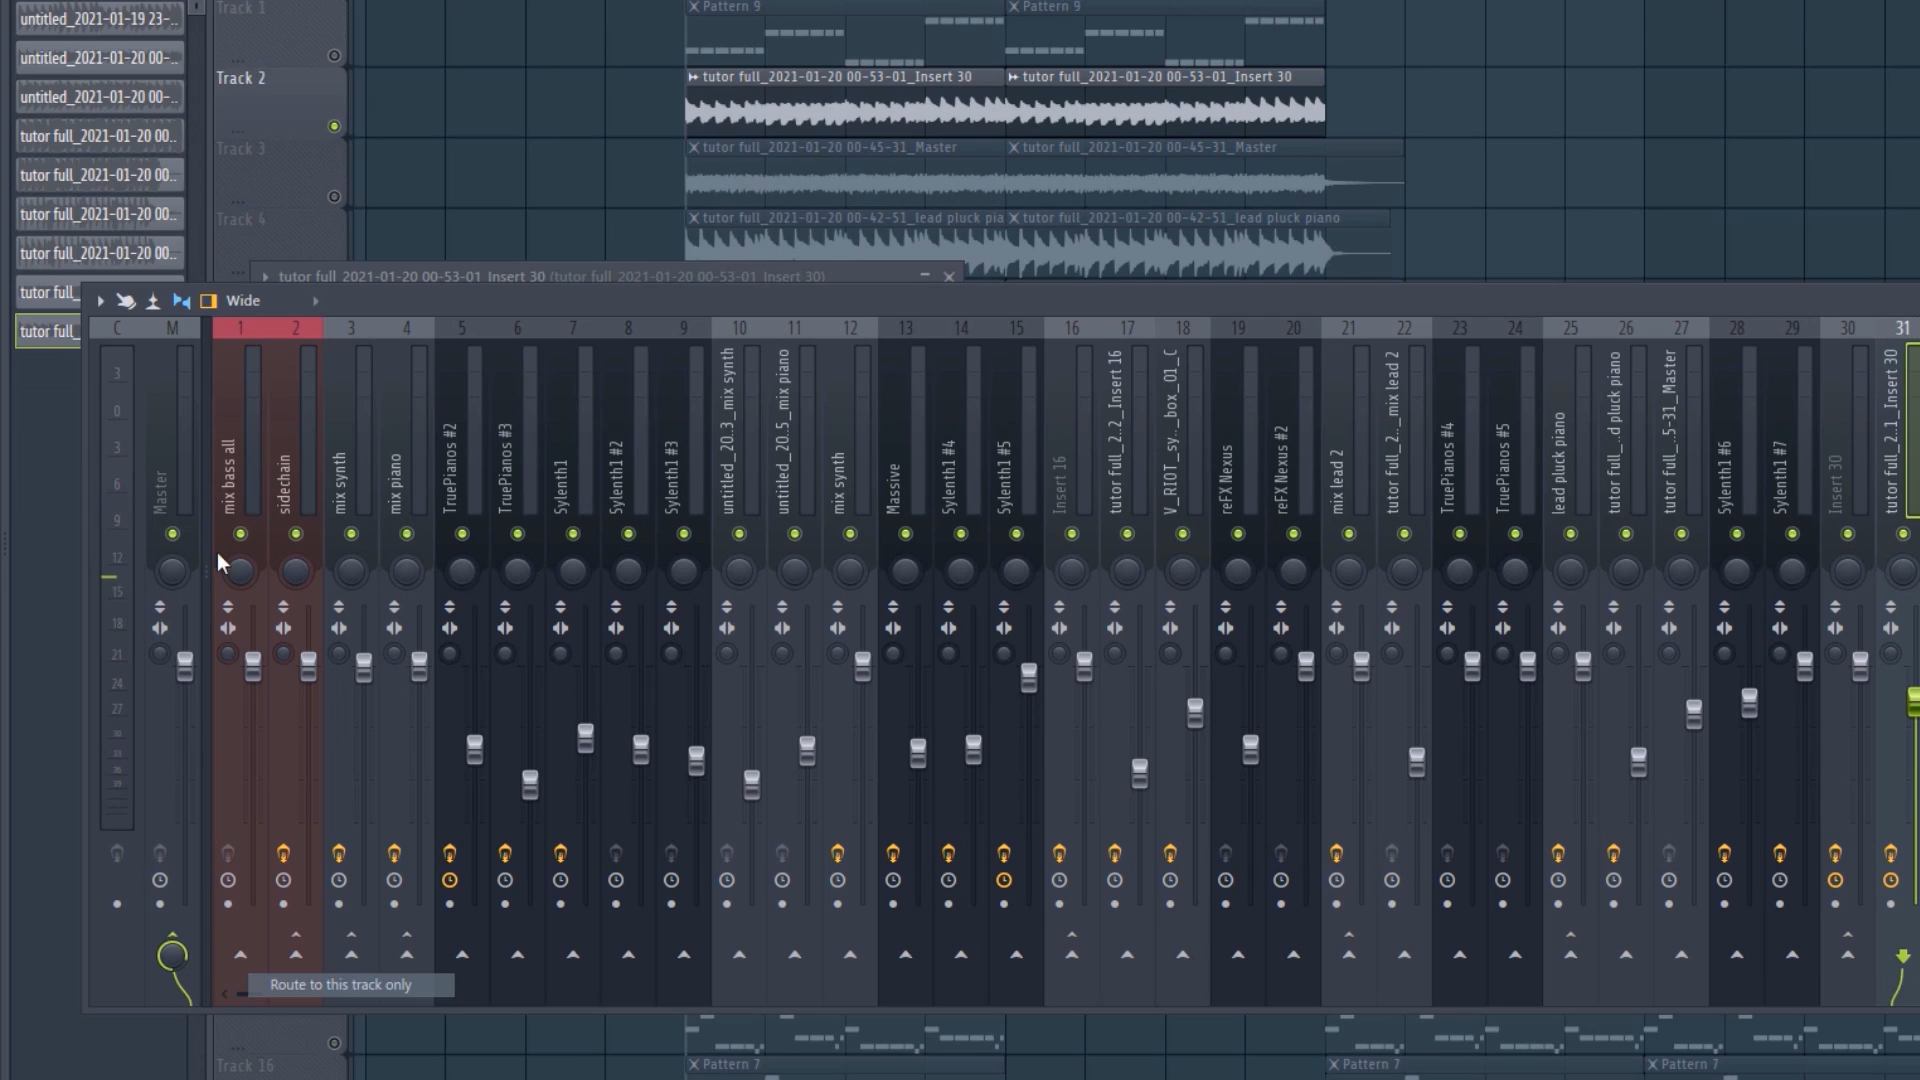 untitled_2021-01-19 23-..
untitled_2021-01-20 00-..
untitled_2021-01-20 00-..
tutor full_2021-01-20 00..
tutor full_2021-01-20 00..
tutor full_2021-01-20 00..
tutor full_2021-01-20 00..
tutor full_
tutor full_
Track 1
Pattern 9
Pattern 9
Track 2
tutor full_2021-01-20 00-53-01_Insert 30
tutor full_2021-01-20 00-53-01_Insert 30
Track 3
tutor full_2021-01-20 00-45-31_Master
tutor full_2021-01-20 00-45-31_Master
Track 4
tutor full_2021-01-20 00-42-51_lead pluck pia
tutor full_2021-01-20 00-42-51_lead pluck piano
tutor full_2021-01-20 00-53-01_Insert 30 (tutor full_2021-01-20 00-53-01_Insert 30)
Wide
C M 1 2 3 4 5 6 7 8 9 10 11 12 13 14 15 16 17 18 19 20 21 22 23 24 25 26 27 28 29 30 31
3
0
3
6
9
12
15
18
21
24
27
30
33
36
39
Master
mix bass all
sidechain
mix synth
mix piano
TruePianos #2
TruePianos #3
Sylenth1
Sylenth1 #2
Sylenth1 #3
untitled_20..3_mix synth
untitled_20..5_mix piano
mix synth
Massive
Sylenth1 #4
Sylenth1 #5
Insert 16
tutor full_2..2_Insert 16
V_RIOT_sy.._box_01_C
reFX Nexus
reFX Nexus #2
mix lead 2
tutor full_2.._mix lead 2
TruePianos #4
TruePianos #5
lead pluck piano
tutor full_..d pluck piano
tutor full_..5-31_Master
Sylenth1 #6
Sylenth1 #7
Insert 30
tutor full_2..1_Insert 30
Route to this track only
Track 16
Pattern 7
Pattern 7
Pattern 7